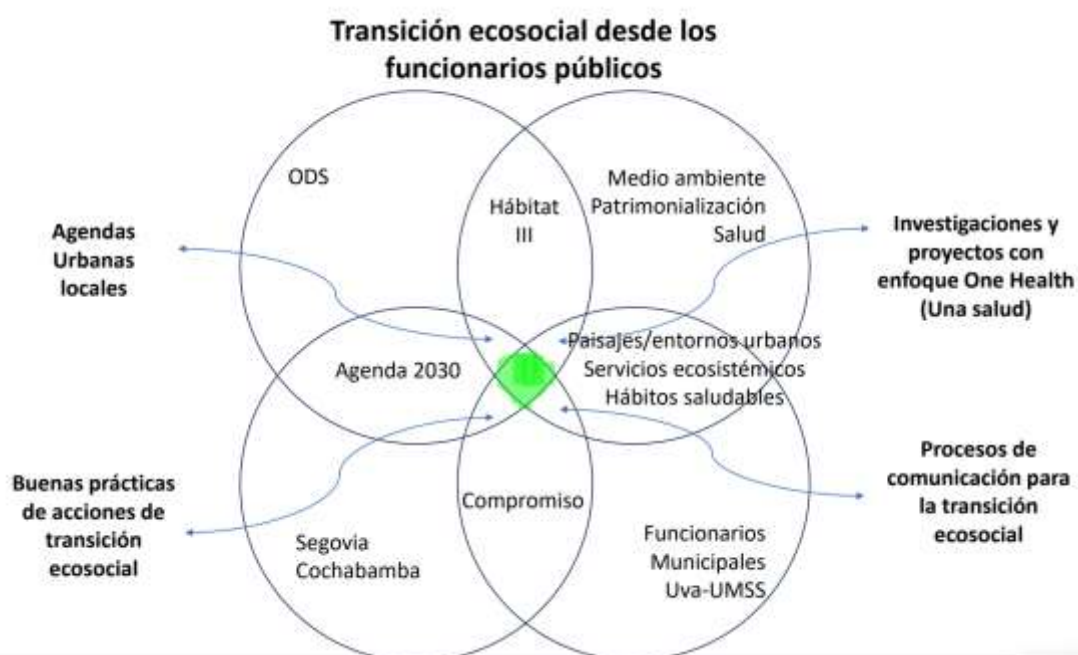 Transición ecosocial desde los
funcionarios públicos
ODS
Hábitat
III
Medio ambiente
Patrimonialización
Salud
Agendas
Urbanas
locales
Investigaciones y
proyectos con
enfoque One Health
(Una salud)
Agenda 2030
Paisajes/entornos urbanos
Servicios ecosistémicos
Hábitos saludables
Buenas prácticas
de acciones de
transición
ecosocial
Compromiso
Procesos de
comunicación para
la transición
ecosocial
Segovia
Cochabamba
Funcionarios
Municipales
Uva-UMSS